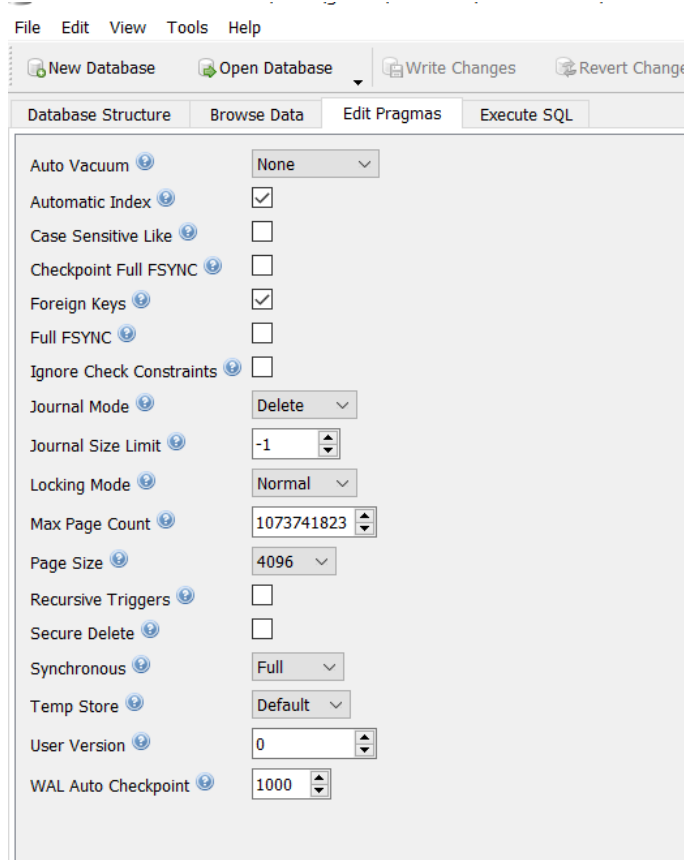 File Edit View Tools Help
New Database Open Database Write Changes Revert Change
Database Structure Browse Data Edit Pragmas Execute SQL
Auto Vacuum None
Automatic Index
Case Sensitive Like
Checkpoint Full FSYNC
Foreign Keys
Full FSYNC
Ignore Check Constraints
Journal Mode Delete
Journal Size Limit -1
Locking Mode Normal
Max Page Count 1073741823
Page Size 4096
Recursive Triggers
Secure Delete
Synchronous Full
Temp Store Default
User Version 0
WAL Auto Checkpoint 1000